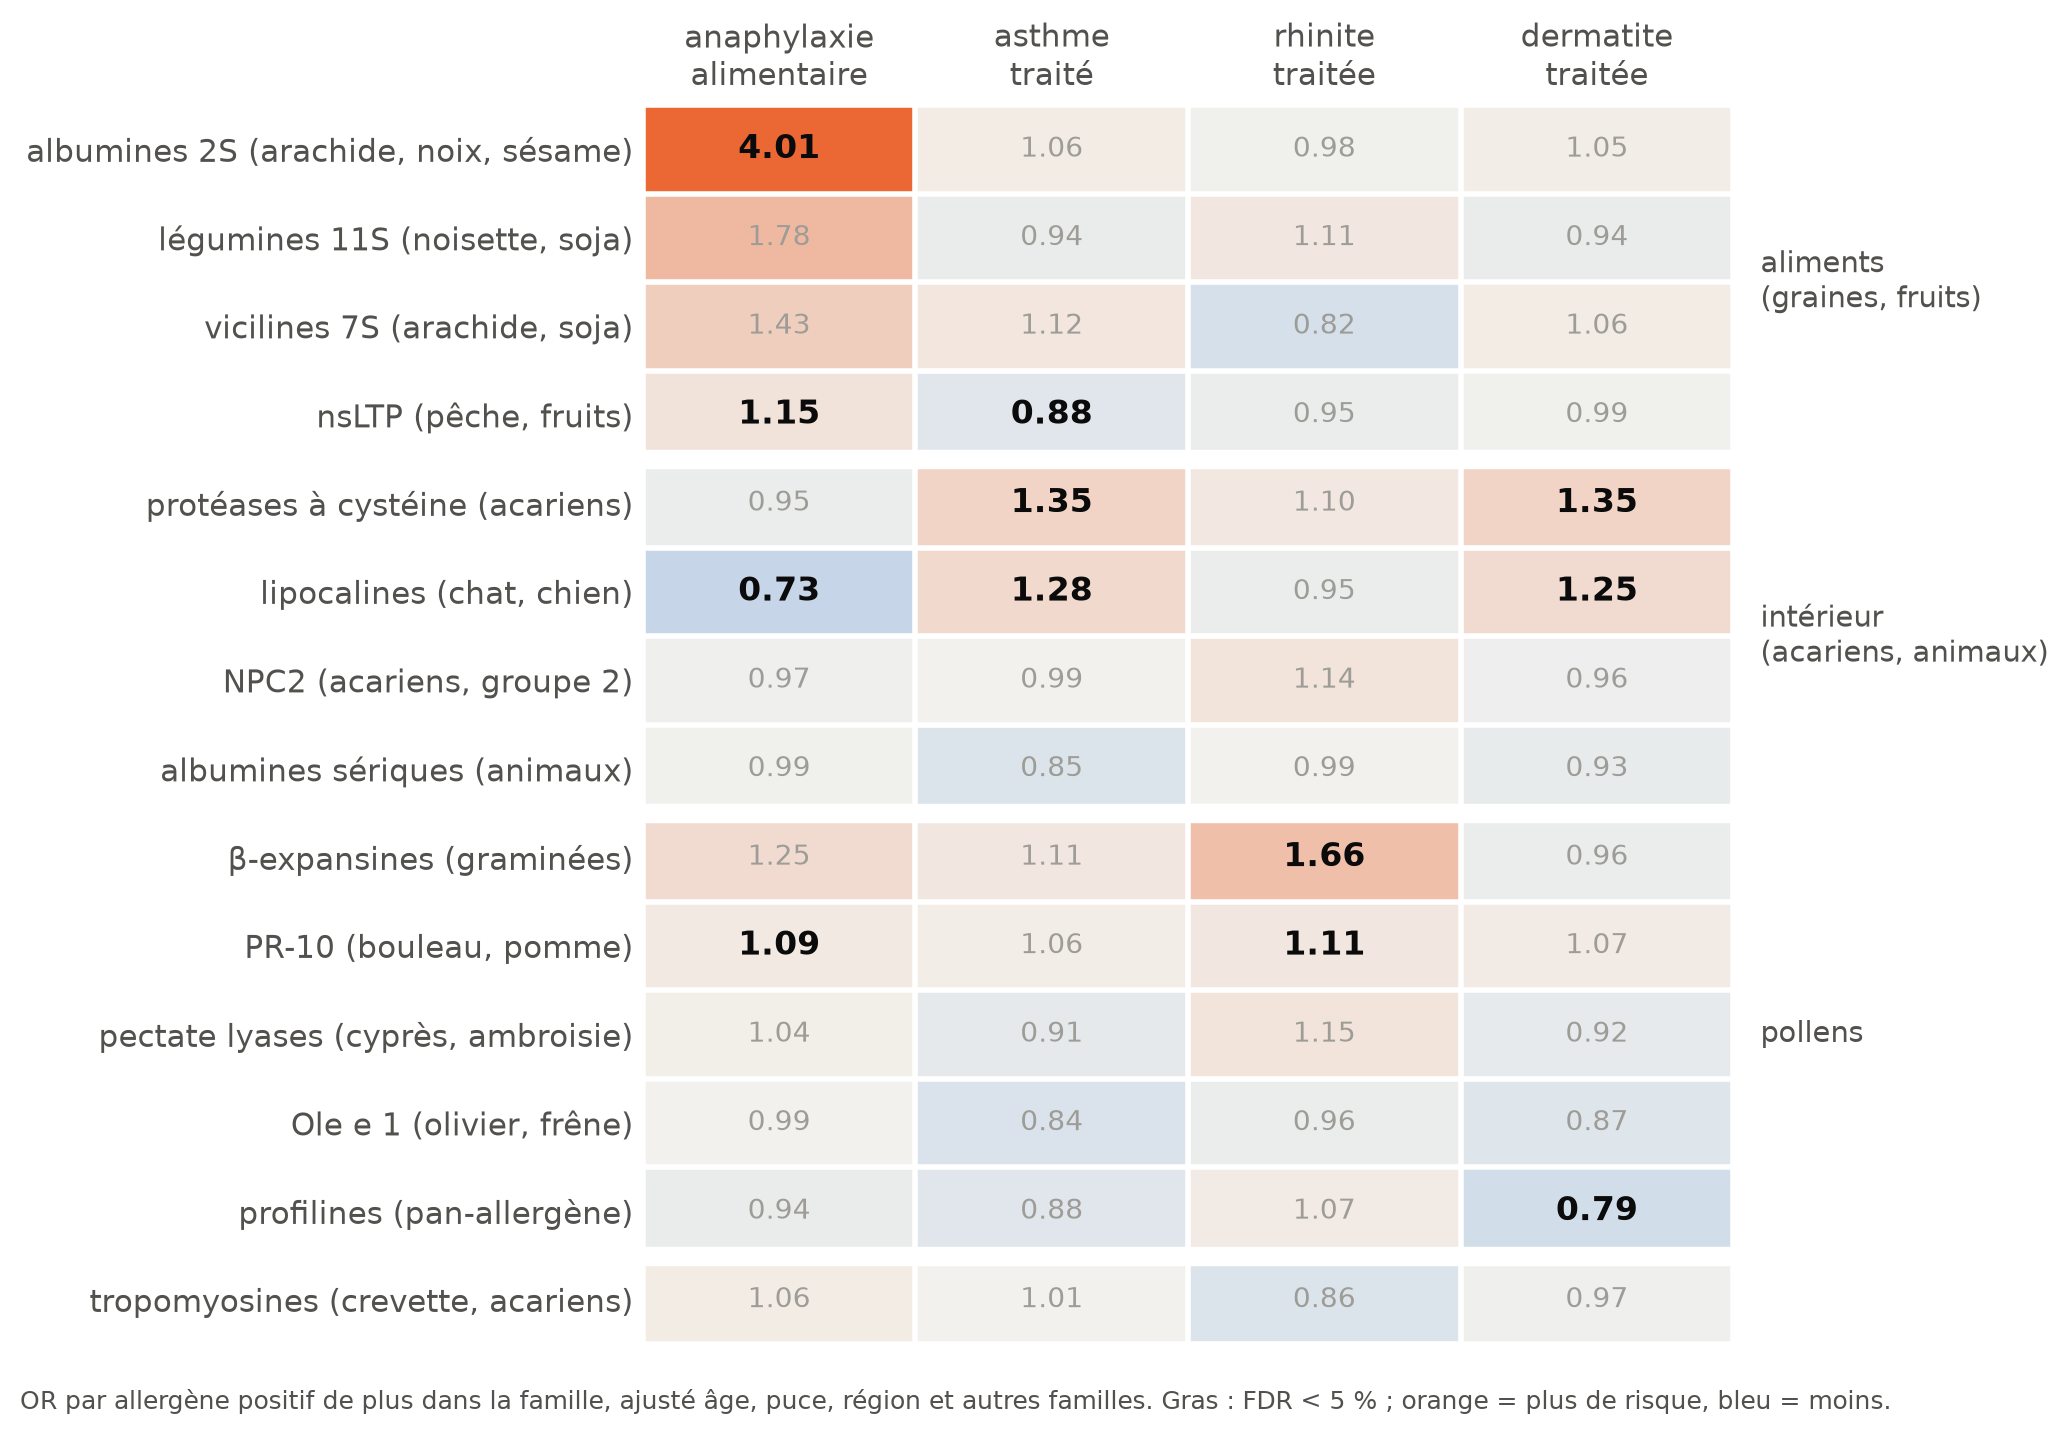 anaphylaxie
alimentaire
asthme
traité
rhinite
traitée
dermatite
traitée
albumines 2S (arachide, noix, sésame) 4.01 1.06 0.98 1.05
légumines 11S (noisette, soja) 1.78 0.94 1.11 0.94
vicilines 7S (arachide, soja) 1.43 1.12 0.82 1.06
nsLTP (pêche, fruits) 1.15 0.88 0.95 0.99
aliments
(graines, fruits)
protéases à cystéine (acariens) 0.95 1.35 1.10 1.35
lipocalines (chat, chien) 0.73 1.28 0.95 1.25
NPC2 (acariens, groupe 2) 0.97 0.99 1.14 0.96
albumines sériques (animaux) 0.99 0.85 0.99 0.93
intérieur
(acariens, animaux)
β-expansines (graminées) 1.25 1.11 1.66 0.96
PR-10 (bouleau, pomme) 1.09 1.06 1.11 1.07
pectate lyases (cyprès, ambroisie) 1.04 0.91 1.15 0.92
Ole e 1 (olivier, frêne) 0.99 0.84 0.96 0.87
profilines (pan-allergène) 0.94 0.88 1.07 0.79
pollens
tropomyosines (crevette, acariens) 1.06 1.01 0.86 0.97
OR par allergène positif de plus dans la famille, ajusté âge, puce, région et autres familles. Gras : FDR < 5 % ; orange = plus de risque, bleu = moins.